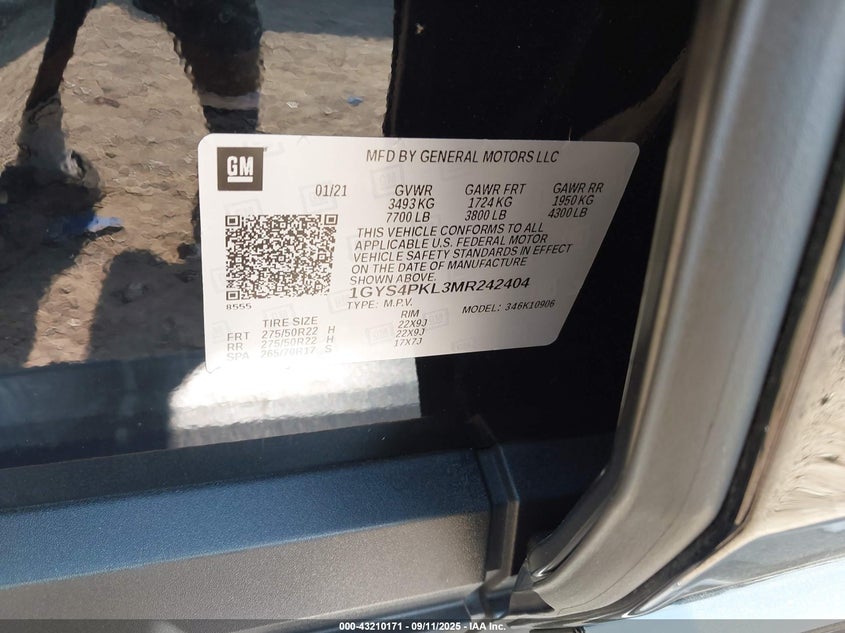 GM
MFD BY GENERAL MOTORS LLC
01/21 GVWR GAWR FRT GAWR RR
3493 KG 1724 KG 1950 KG
7700 LB 3800 LB 4300 LB
THIS VEHICLE CONFORMS TO ALL
APPLICABLE U.S. FEDERAL MOTOR
VEHICLE SAFETY STANDARDS IN EFFECT
ON THE DATE OF MANUFACTURE
SHOWN ABOVE.
1GYS4PKL3MR242404
8555
TYPE: M.P.V. MODEL: 346K10906
TIRE SIZE RIM
FRT 275/50R22 H 22X9J
RR 275/50R22 H 22X9J
SPA 265/70R17 S 17X7J
000-43210171 - 09/11/2025 - IAA Inc.